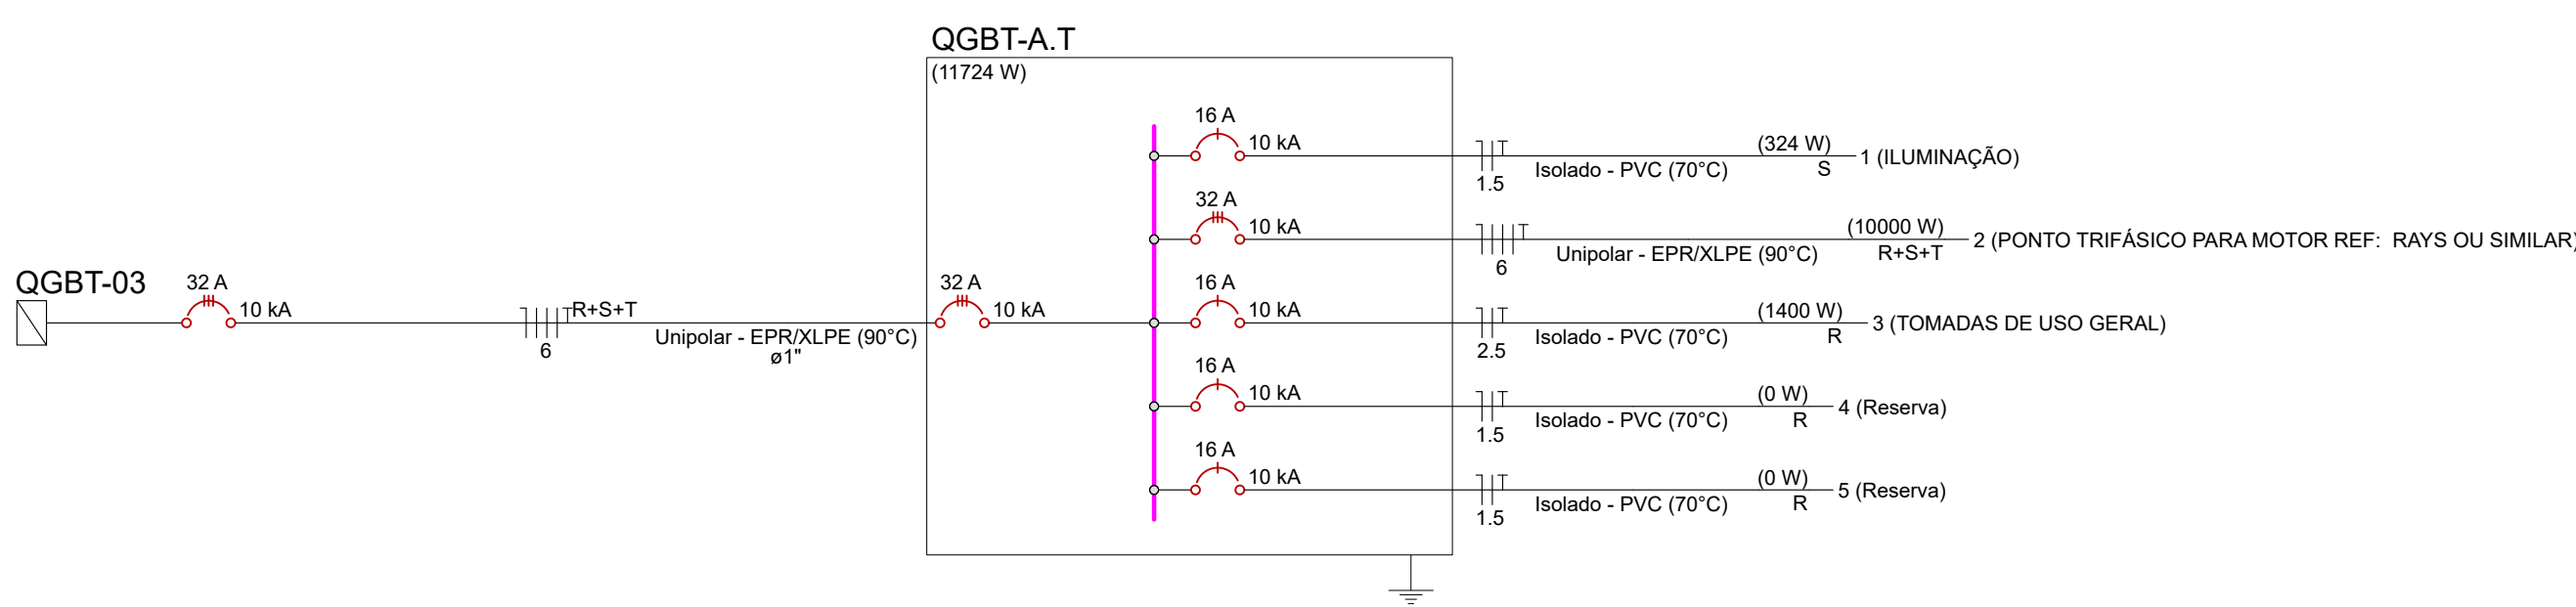 QGBT-A.T
(11724 W)
16 A
10 kA
1.5
Isolado - PVC (70°C)
(324 W)
S
1 (ILUMINAÇÃO)
32 A
10 kA
6
Unipolar - EPR/XLPE (90°C)
(10000 W)
R+S+T
2 (PONTO TRIFÁSICO PARA MOTOR REF: RAYS OU SIMILAR)
QGBT-03
32 A
10 kA
6
R+S+T
Unipolar - EPR/XLPE (90°C)
ø1"
32 A
10 kA
16 A
10 kA
2.5
Isolado - PVC (70°C)
(1400 W)
R
3 (TOMADAS DE USO GERAL)
16 A
10 kA
1.5
Isolado - PVC (70°C)
(0 W)
R
4 (Reserva)
16 A
10 kA
1.5
Isolado - PVC (70°C)
(0 W)
R
5 (Reserva)